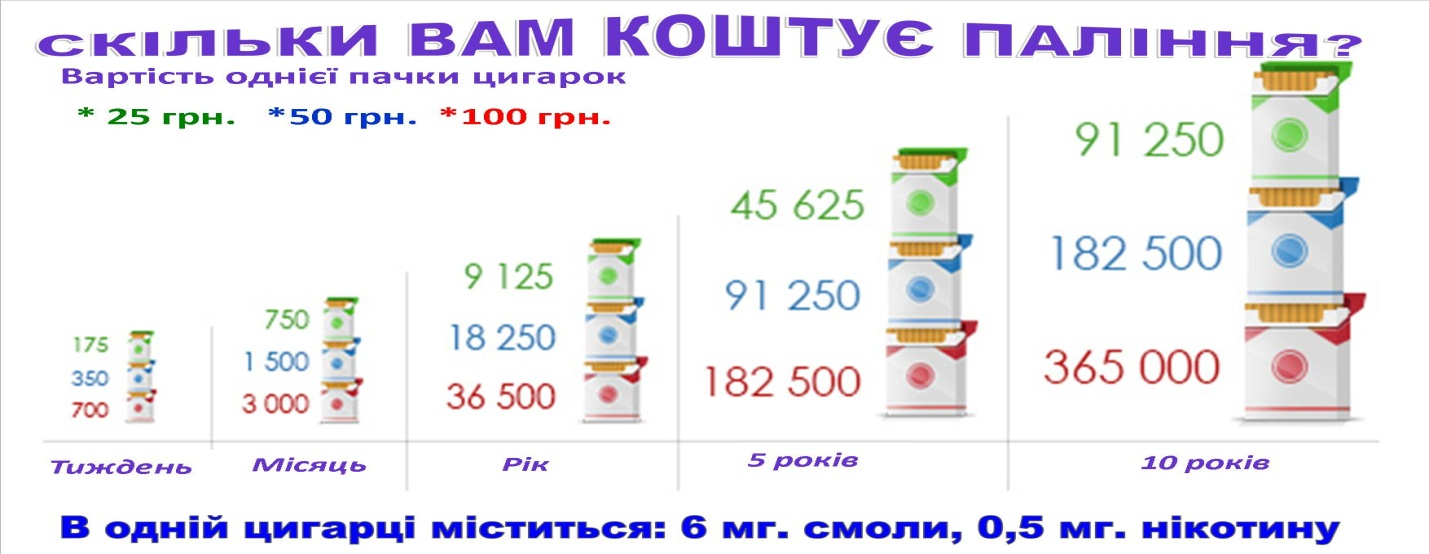 СКІЛЬКИ ВАМ КОШТУЄ ПАЛІННЯ?
Вартість однієї пачки цигарок
* 25 грн. *50 грн. *100 грн.
175
350
700
Тиждень
750
1 500
3 000
Місяць
9 125
18 250
36 500
Рік
45 625
91 250
182 500
5 років
91 250
182 500
365 000
10 років
В одній цигарці міститься: 6 мг. смоли, 0,5 мг. нікотину